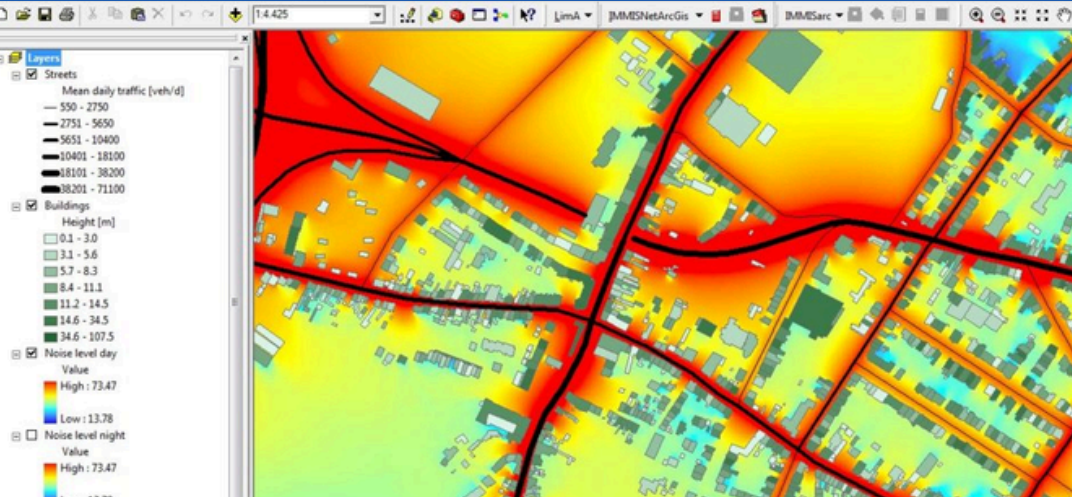 1:4.425
LimA
IMMISNetArcGis
IMMISarc
Layers
Streets
Mean daily traffic [veh/d]
550 - 2750
2751 - 5650
5651 - 10400
10401 - 18100
18101 - 38200
38201 - 71100
Buildings
Height [m]
0.1 - 3.0
3.1 - 5.6
5.7 - 8.3
8.4 - 11.1
11.2 - 14.5
14.6 - 34.5
34.6 - 107.5
Noise level day
Value
High : 73.47
Low : 13.78
Noise level night
Value
High : 73.47